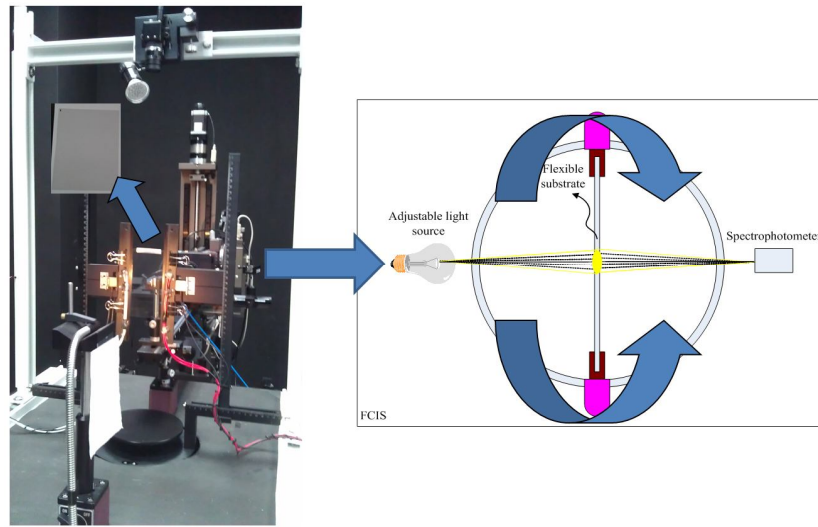 Flexible
substrate
Adjustable light
source
Spectrophotometer
FCIS